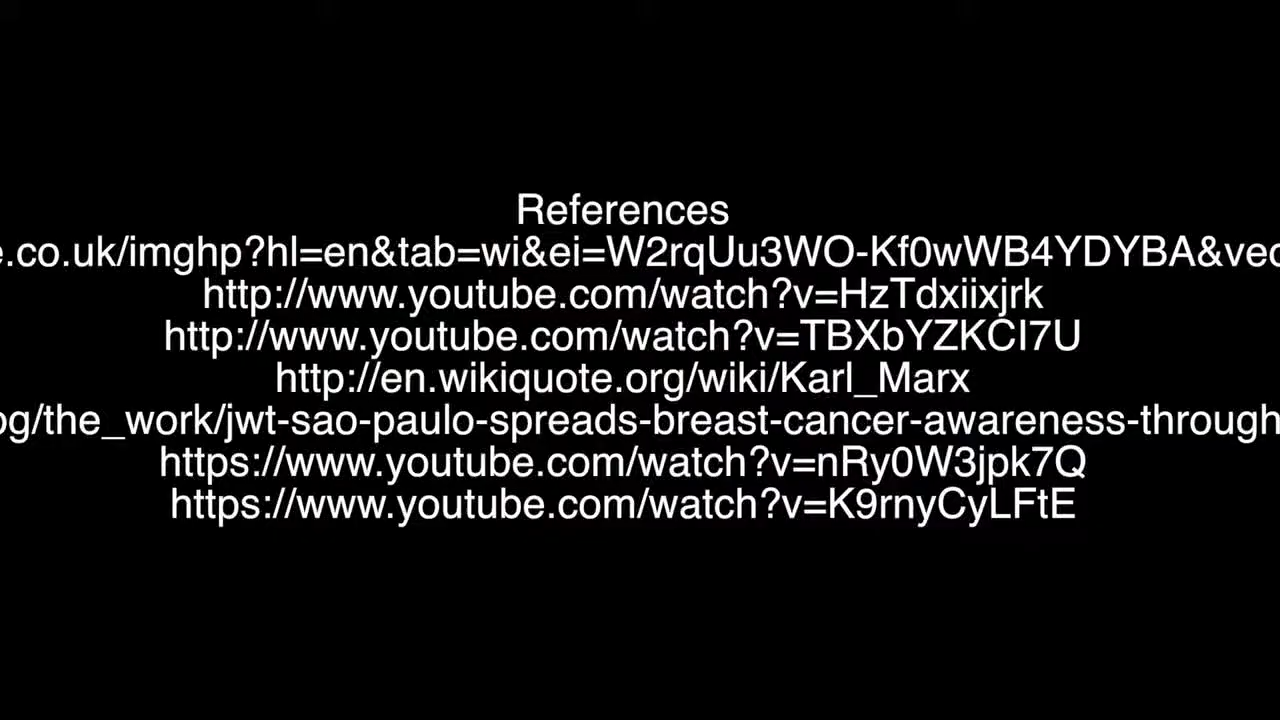 References
e.co.uk/imghp?hl=en&tab=wi&ei=W2rqUu3WO-Kf0wWB4YDYBA&vec
http://www.youtube.com/watch?v=HzTdxiixjrk
http://www.youtube.com/watch?v=TBXbYZKCI7U
http://en.wikiquote.org/wiki/Karl_Marx
og/the_work/jwt-sao-paulo-spreads-breast-cancer-awareness-through
https://www.youtube.com/watch?v=nRy0W3jpk7Q
https://www.youtube.com/watch?v=K9rnyCyLFtE